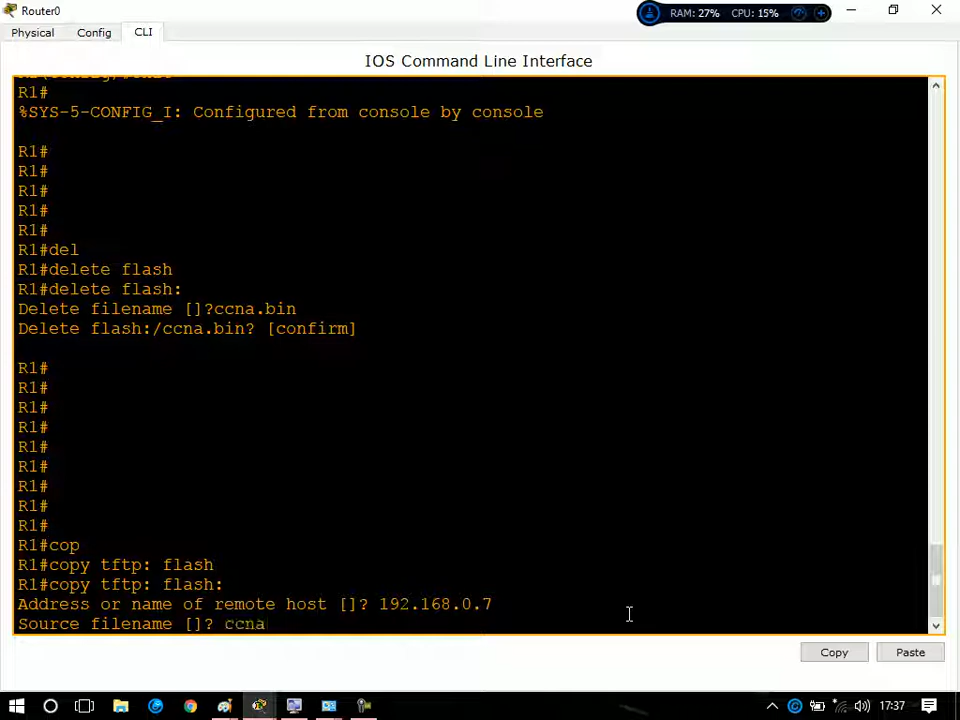 Router0
RAM: 27% CPU: 15%
Physical Config CLI
IOS Command Line Interface
R1#
%SYS-5-CONFIG_I: Configured from console by console
R1#
R1#
R1#
R1#
R1#
R1#del
R1#delete flash
R1#delete flash:
Delete filename []?ccna.bin
Delete flash:/ccna.bin? [confirm]
R1#
R1#
R1#
R1#
R1#
R1#
R1#
R1#
R1#
R1#cop
R1#copy tftp: flash
R1#copy tftp: flash:
Address or name of remote host []? 192.168.0.7
Source filename []? ccna
Copy Paste
17:37